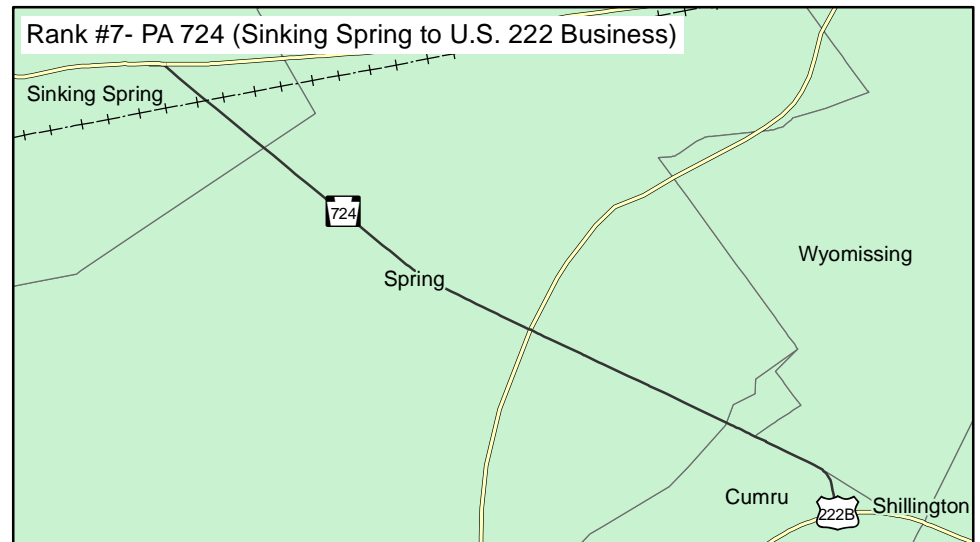 Rank #7- PA 724 (Sinking Spring to U.S. 222 Business)
Sinking Spring
724
Wyomissing
Spring
Cumru
222B
Shillington